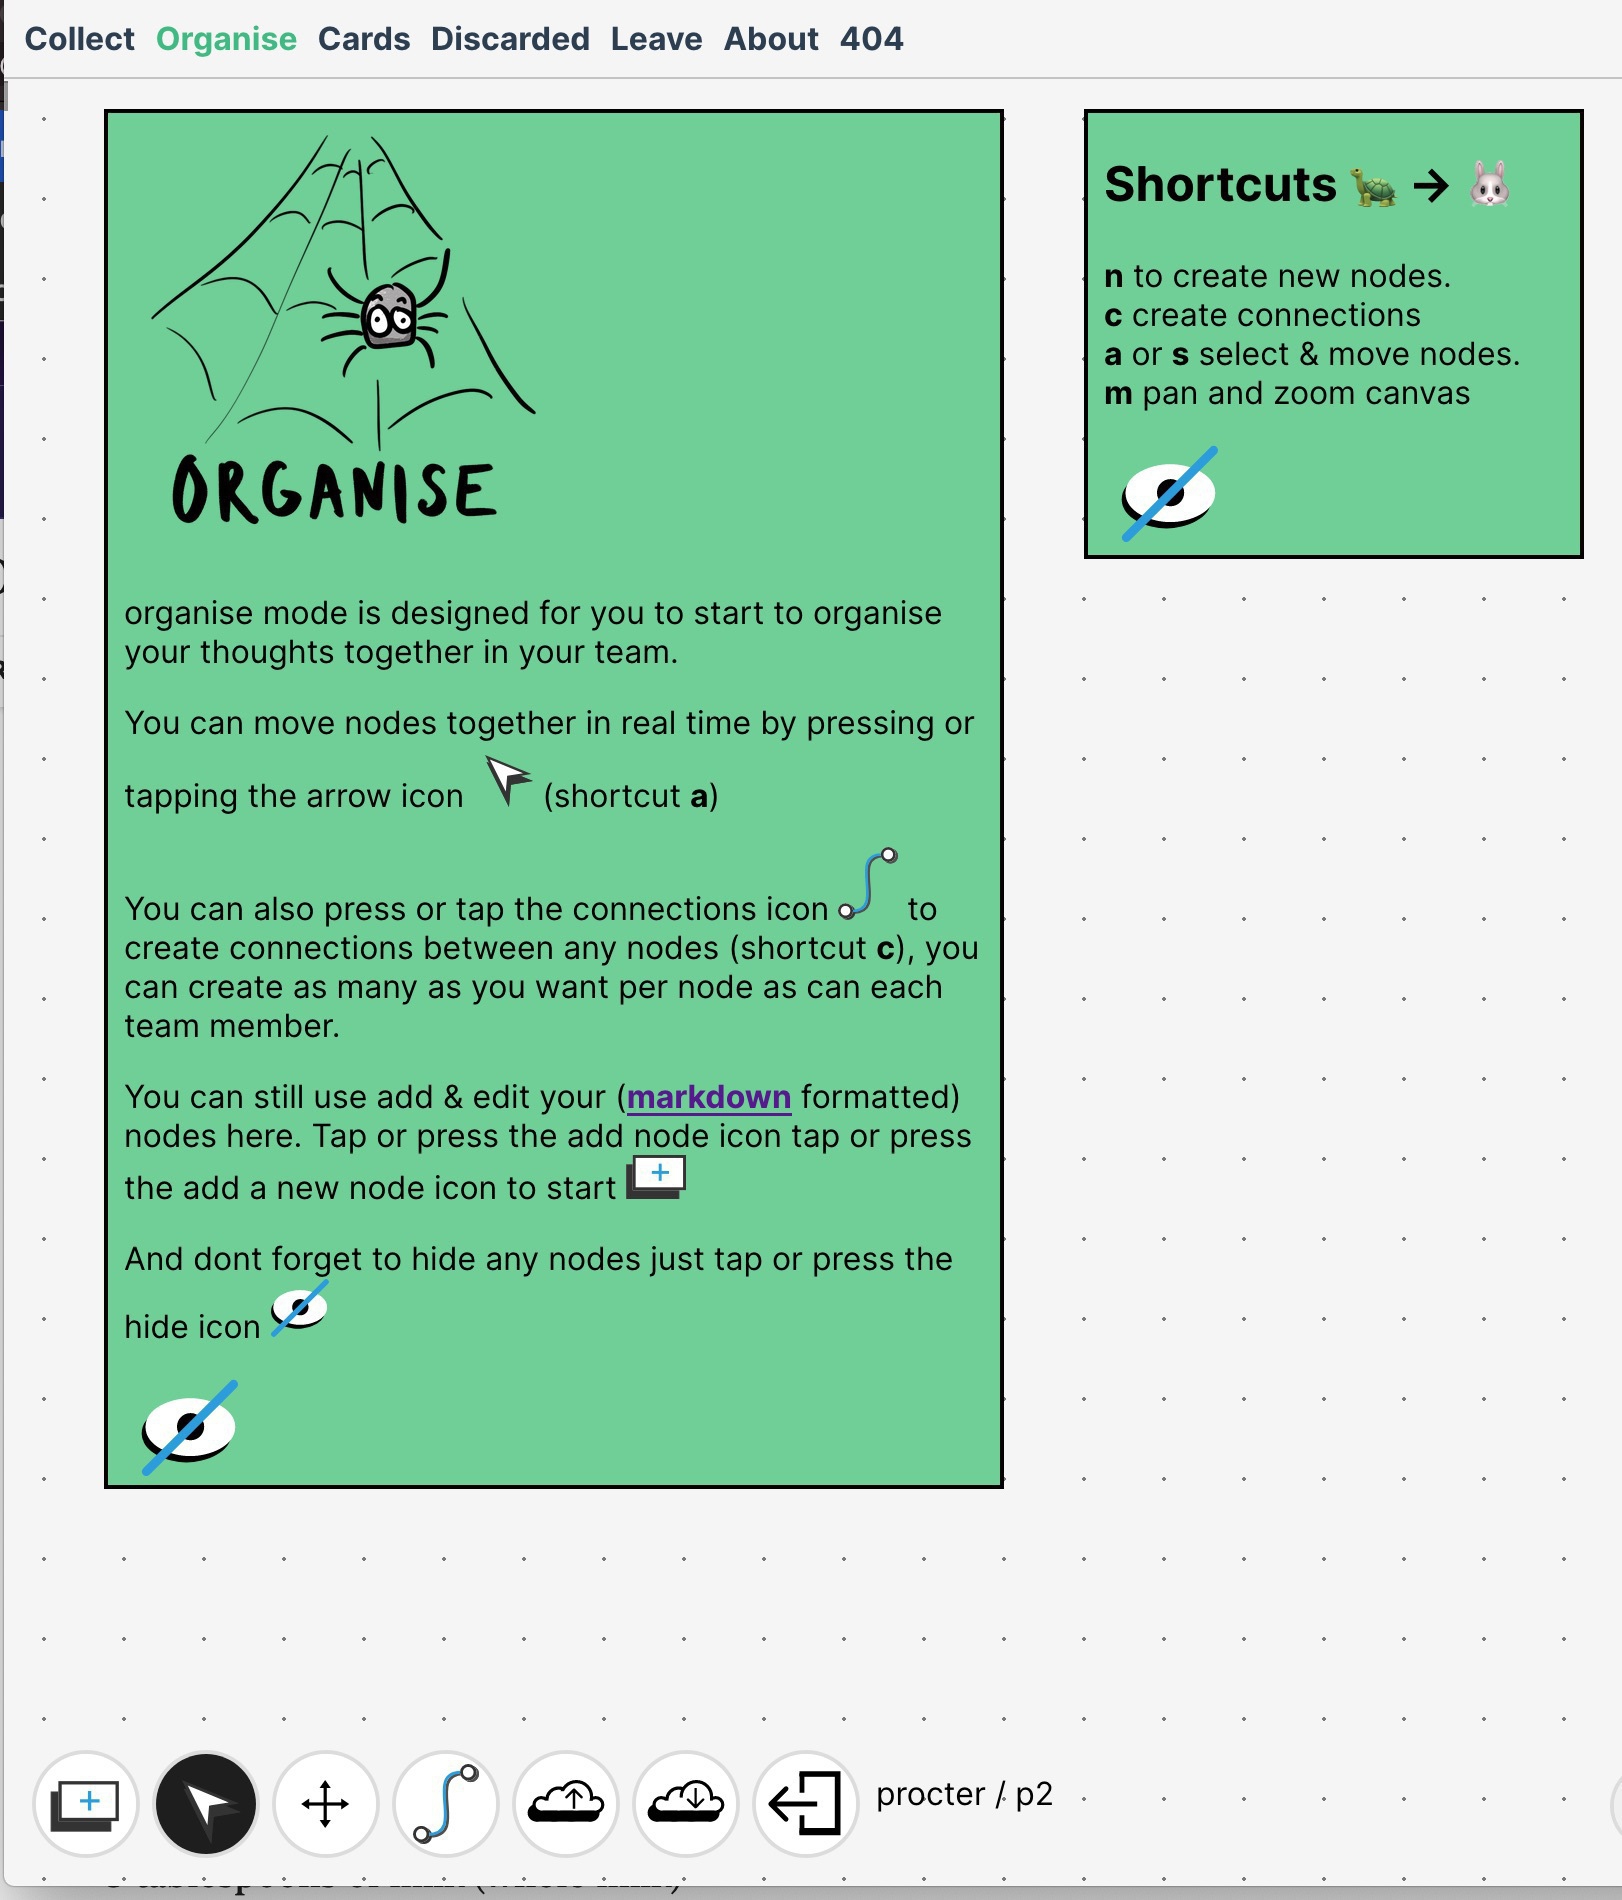 Collect Organise Cards Discarded Leave About 404
ORGANISE
organise mode is designed for you to start to organise
your thoughts together in your team.
You can move nodes together in real time by pressing or
tapping the arrow icon (shortcut a)
You can also press or tap the connections icon to
create connections between any nodes (shortcut c), you
can create as many as you want per node as can each
team member.
You can still use add & edit your (markdown formatted)
nodes here. Tap or press the add node icon tap or press
the add a new node icon to start
And dont forget to hide any nodes just tap or press the
hide icon
Shortcuts 🐢 → 🐰
n to create new nodes.
c create connections
a or s select & move nodes.
m pan and zoom canvas
procter / p2